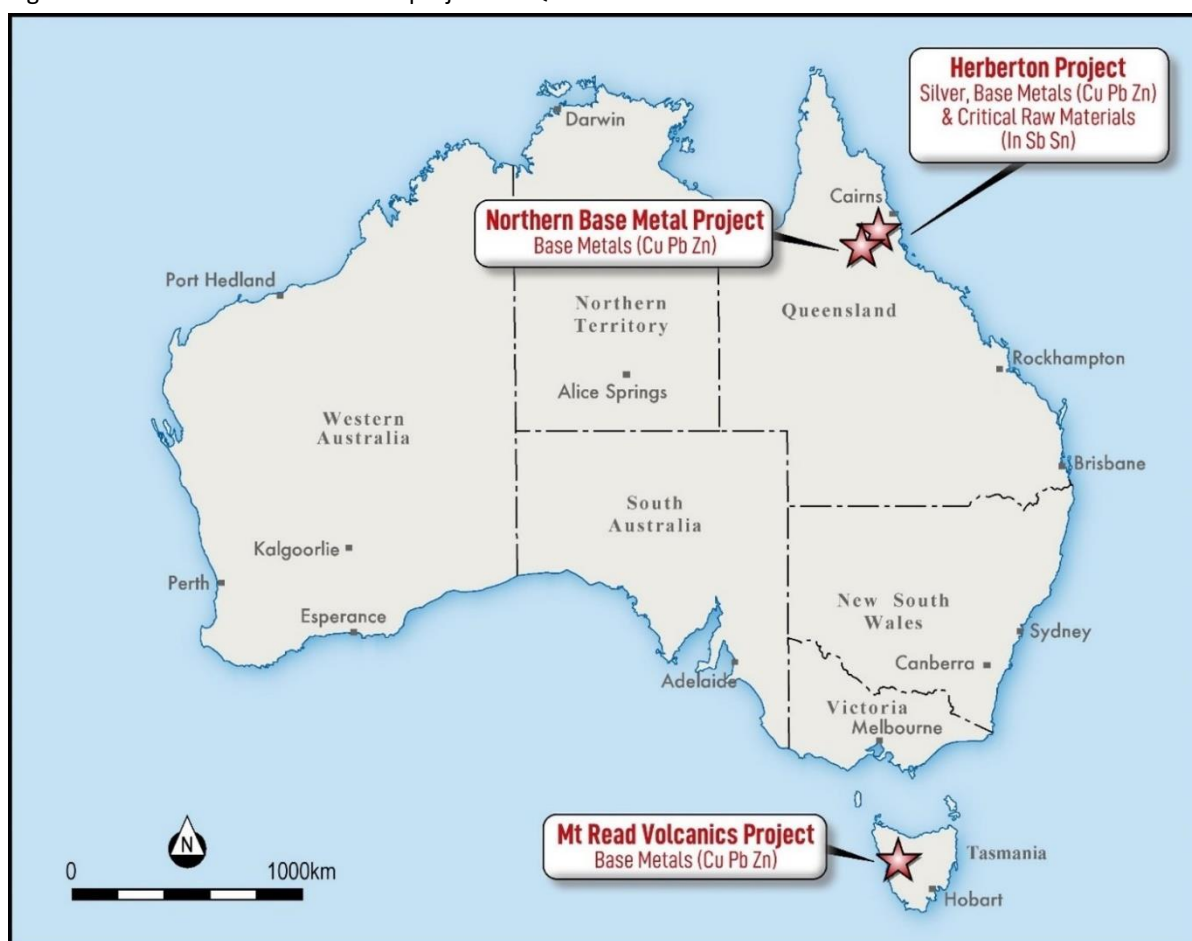 Herberton Project
Silver, Base Metals (Cu Pb Zn)
& Critical Raw Materials
(In Sb Sn)
Darwin
Cairns
Northern Base Metal Project
Base Metals (Cu Pb Zn)
Port Hedland
Northern
Territory
Queensland
Rockhampton
Alice Springs
Western
Australia
Brisbane
South
Australia
Kalgoorlie
Perth
Esperance
New South
Wales
Sydney
Canberra
Adelaide
Victoria
Melbourne
Mt Read Volcanics Project
Base Metals (Cu Pb Zn)
Tasmania
Hobart
N
0
1000km